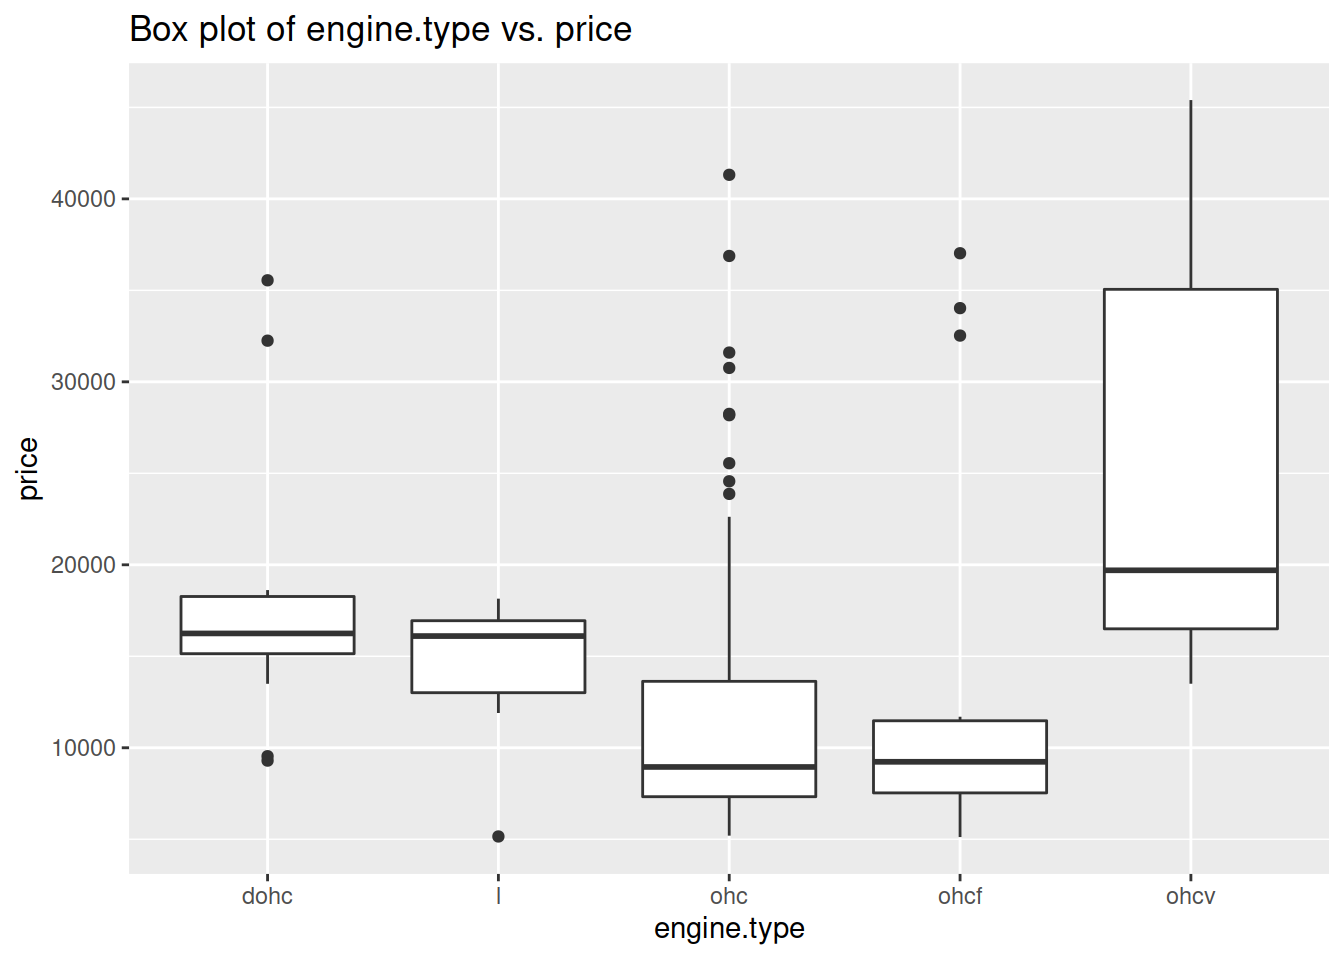 Box plot of engine.type vs. price
40000
30000
20000
10000
price
dohc l ohc ohcf ohcv
engine.type